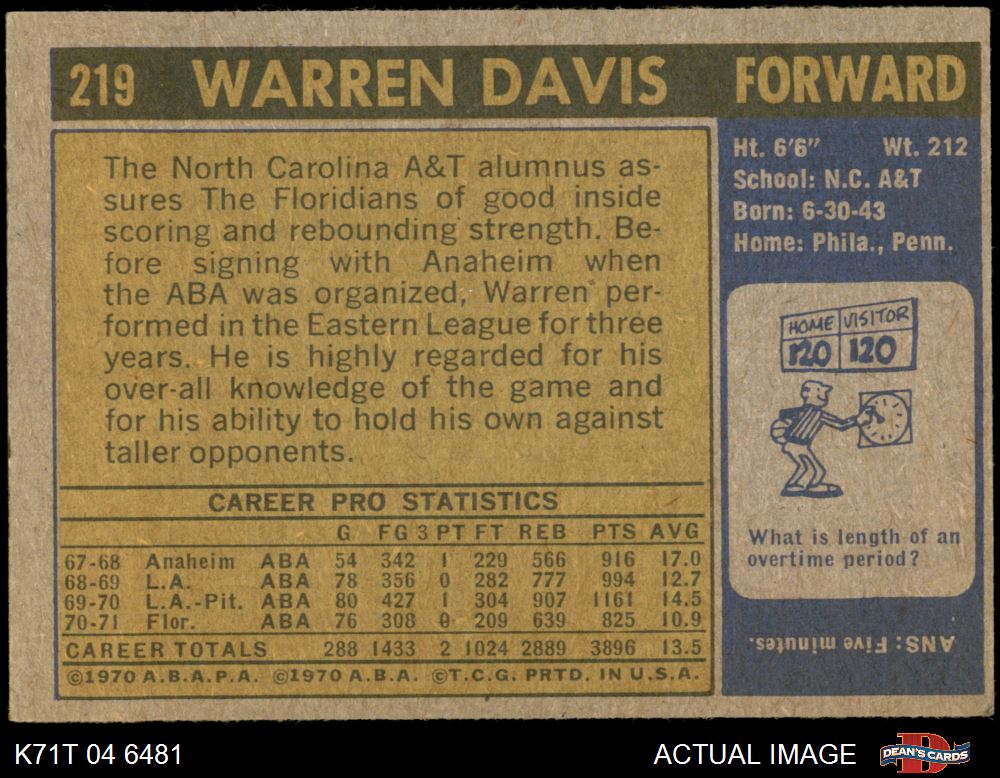 219 WARREN DAVIS FORWARD
The North Carolina A&T alumnus as-
sures The Floridians of good inside
scoring and rebounding strength. Be-
fore signing with Anaheim when
the ABA was organized, Warren per-
formed in the Eastern League for three
years. He is highly regarded for his
over-all knowledge of the game and
for his ability to hold his own against
taller opponents.
CAREER PRO STATISTICS
G FG 3 PT FT REB PTS AVG
67-68 Anaheim ABA 54 342 1 229 566 916 17.0
68-69 L.A. ABA 78 356 0 282 777 994 12.7
69-70 L.A.-Pit. ABA 80 427 1 304 907 1161 14.5
70-71 Flor. ABA 76 308 0 209 639 825 10.9
CAREER TOTALS 288 1433 2 1024 2889 3896 13.5
©1970 A.B.A.P.A. ©1970 A.B.A. ©T.C.G. PRTD. IN U.S.A.
Ht. 6'6" Wt. 212
School: N.C. A&T
Born: 6-30-43
Home: Phila., Penn.
HOME VISITOR
120 120
What is length of an
overtime period?
ANS: Five minutes.
K71T 04 6481 ACTUAL IMAGE D DEAN'S CARDS